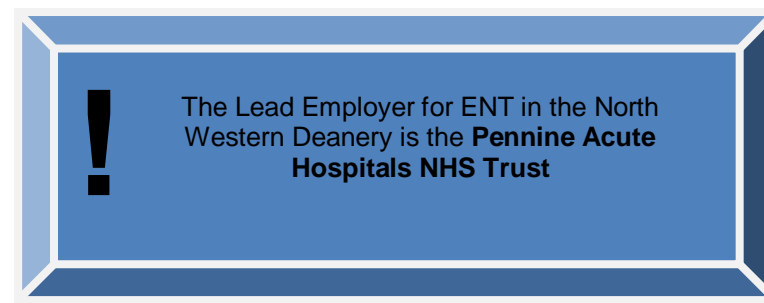 !
The Lead Employer for ENT in the North
Western Deanery is the Pennine Acute
Hospitals NHS Trust